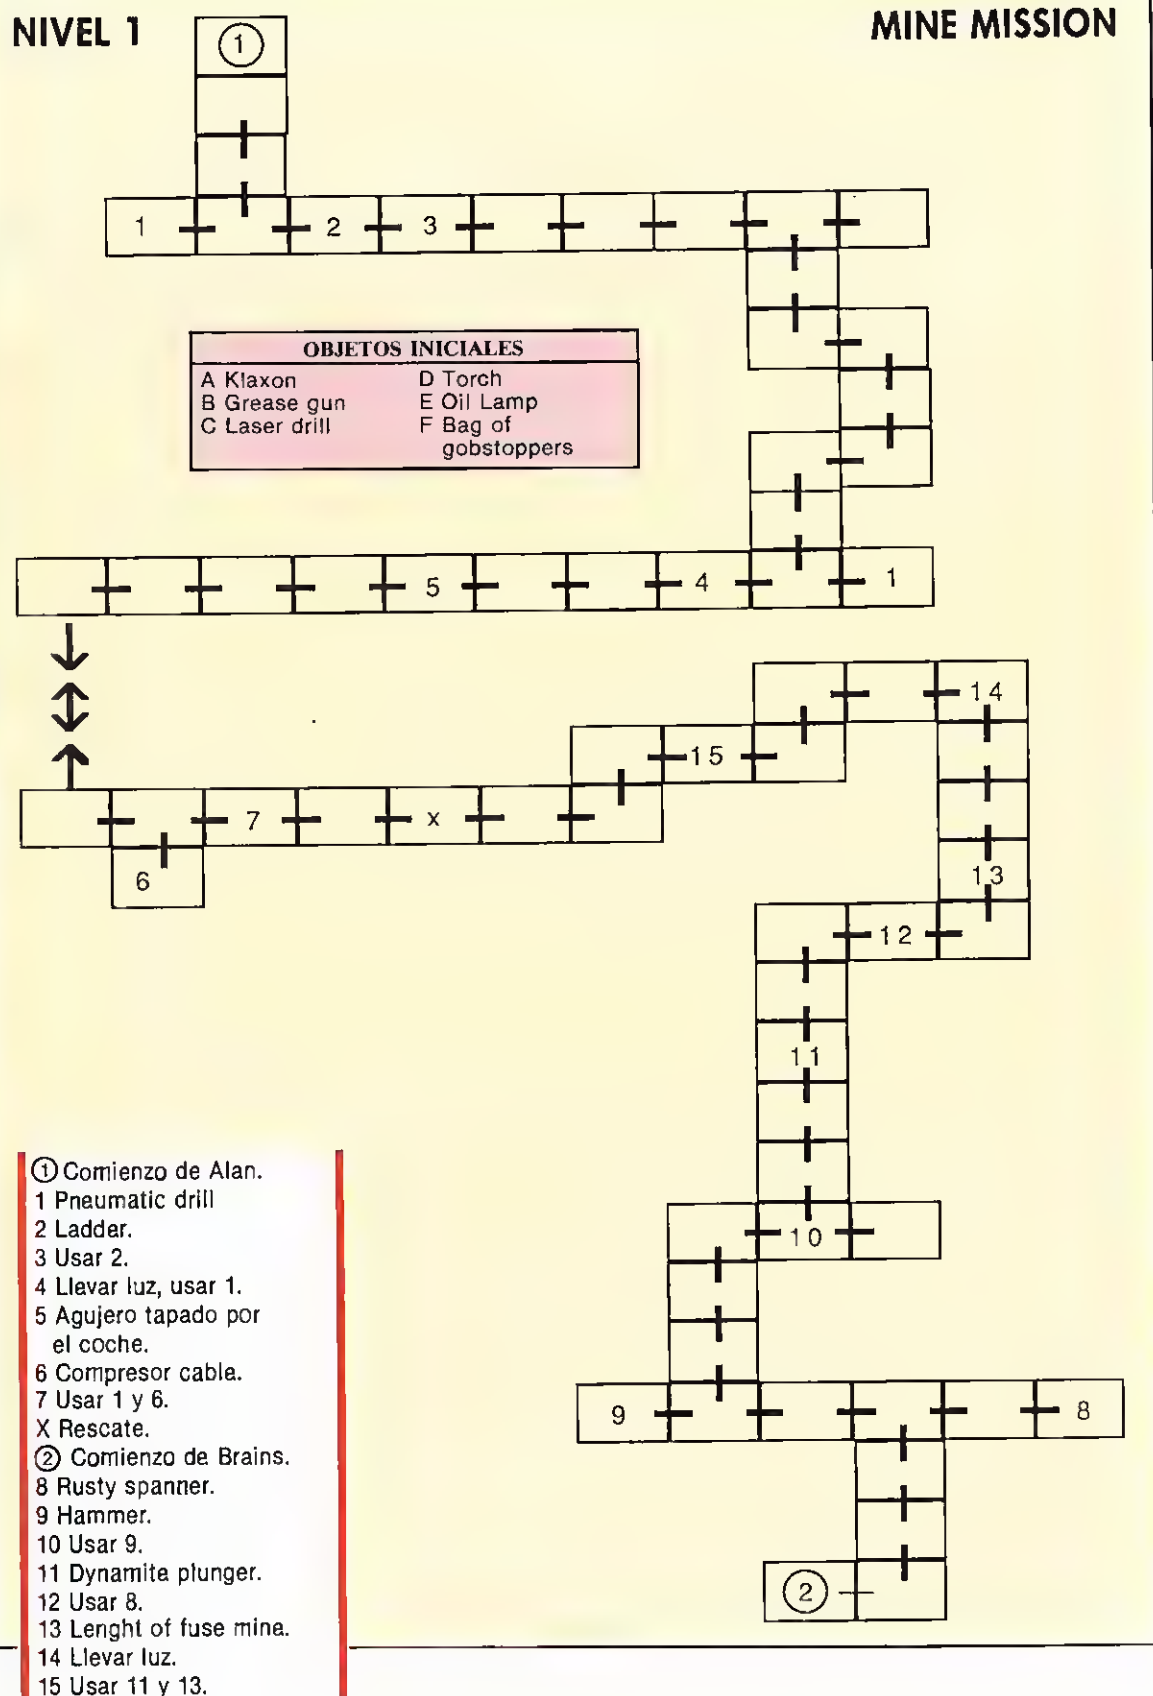 NIVEL 1
MINE MISSION
1
1 2 3
OBJETOS INICIALES
A Klaxon
B Grease gun
C Laser drill
D Torch
E Oil Lamp
F Bag of
gobstoppers
5 4 1
14
15
7 x
6
13
12
11
10
9 8
2
① Comienzo de Alan.
1 Pneumatic drill
2 Ladder.
3 Usar 2.
4 Llevar luz, usar 1.
5 Agujero tapado por
el coche.
6 Compresor cable.
7 Usar 1 y 6.
X Rescate.
② Comienzo de Brains.
8 Rusty spanner.
9 Hammer.
10 Usar 9.
11 Dynamite plunger.
12 Usar 8.
13 Lenght of fuse mine.
14 Llevar luz.
15 Usar 11 y 13.